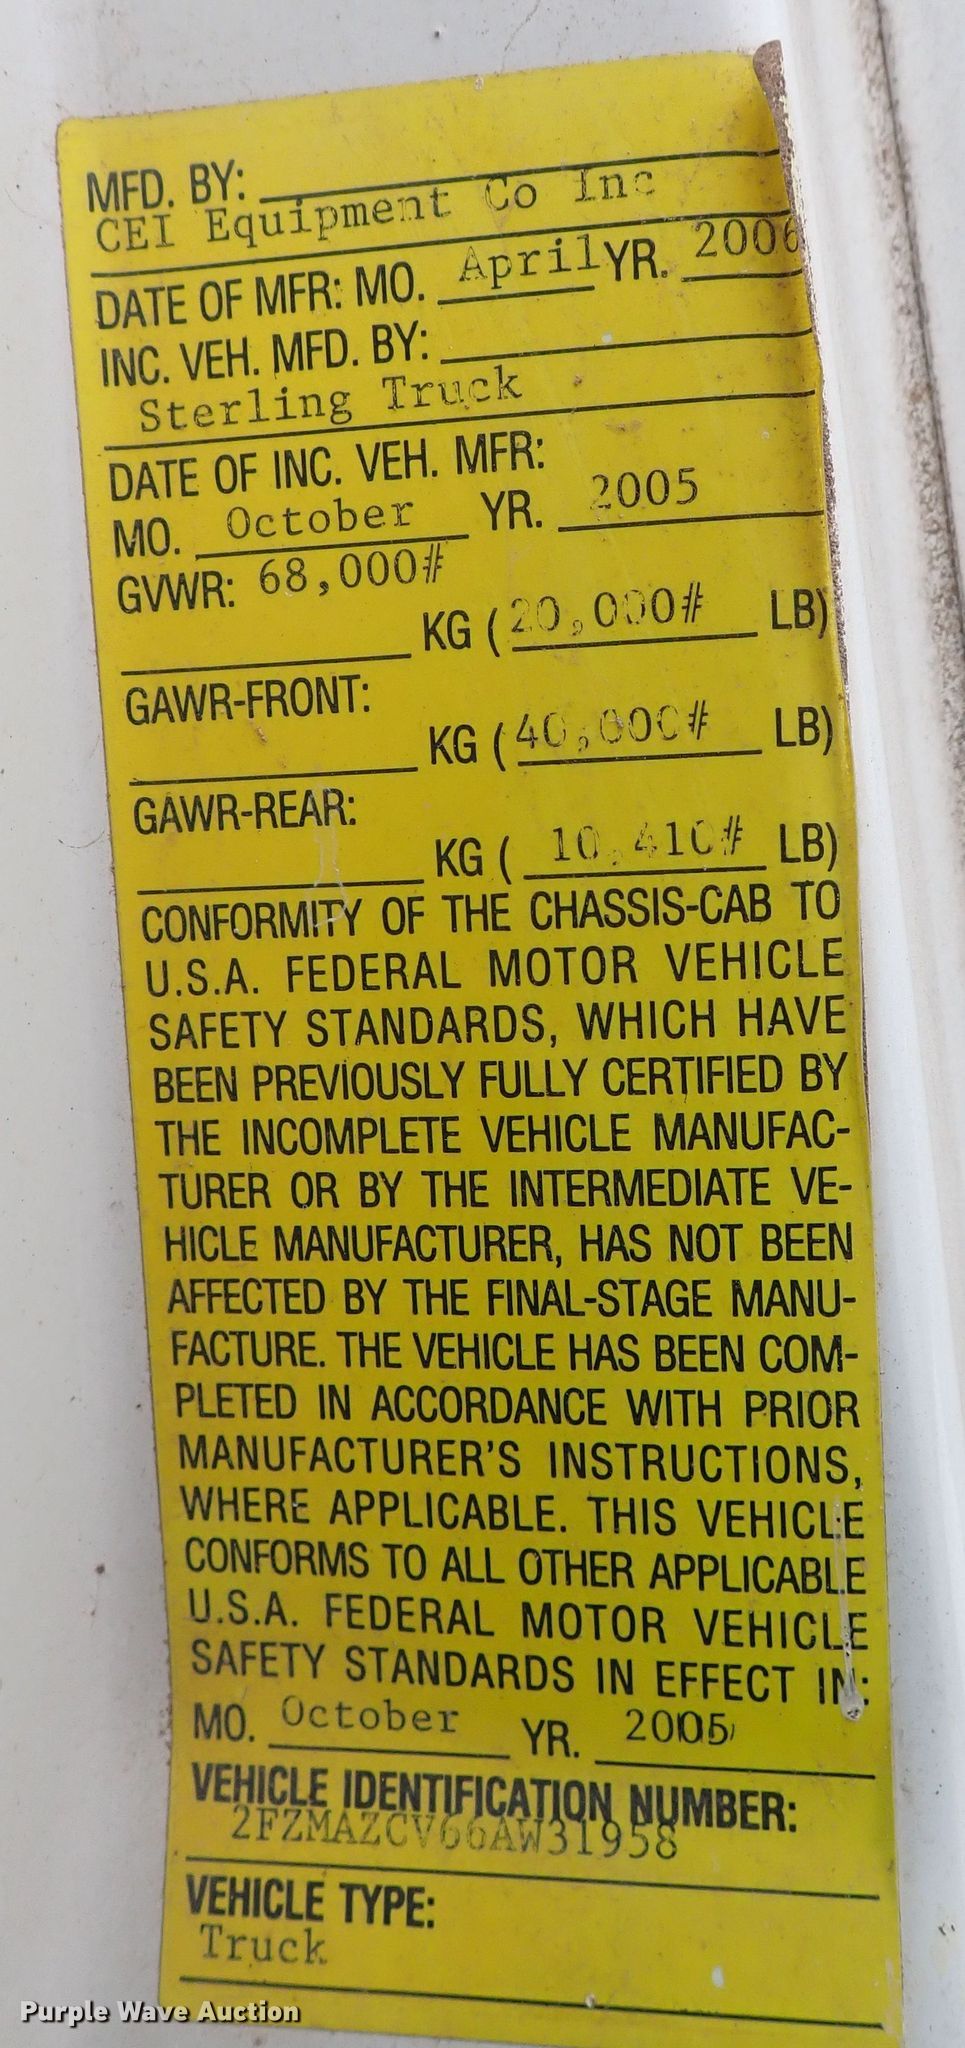 MFD. BY:
CEI Equipment Co Inc
DATE OF MFR: MO. April YR. 2006
INC. VEH. MFD. BY:
Sterling Truck
DATE OF INC. VEH. MFR:
MO. October YR. 2005
GVWR: 68,000#
KG (20,000# LB)
GAWR-FRONT:
KG (40,000# LB)
GAWR-REAR:
KG ( 10,410# LB)
CONFORMITY OF THE CHASSIS-CAB TO
U.S.A. FEDERAL MOTOR VEHICLE
SAFETY STANDARDS, WHICH HAVE
BEEN PREVIOUSLY FULLY CERTIFIED BY
THE INCOMPLETE VEHICLE MANUFAC-
TURER OR BY THE INTERMEDIATE VE-
HICLE MANUFACTURER, HAS NOT BEEN
AFFECTED BY THE FINAL-STAGE MANU-
FACTURE. THE VEHICLE HAS BEEN COM-
PLETED IN ACCORDANCE WITH PRIOR
MANUFACTURER'S INSTRUCTIONS,
WHERE APPLICABLE. THIS VEHICLE
CONFORMS TO ALL OTHER APPLICABLE
U.S.A. FEDERAL MOTOR VEHICLE
SAFETY STANDARDS IN EFFECT IN:
MO. October YR. 2005
VEHICLE IDENTIFICATION NUMBER:
2FZMAZCV66AW31958
VEHICLE TYPE:
Truck
Purple Wave Auction